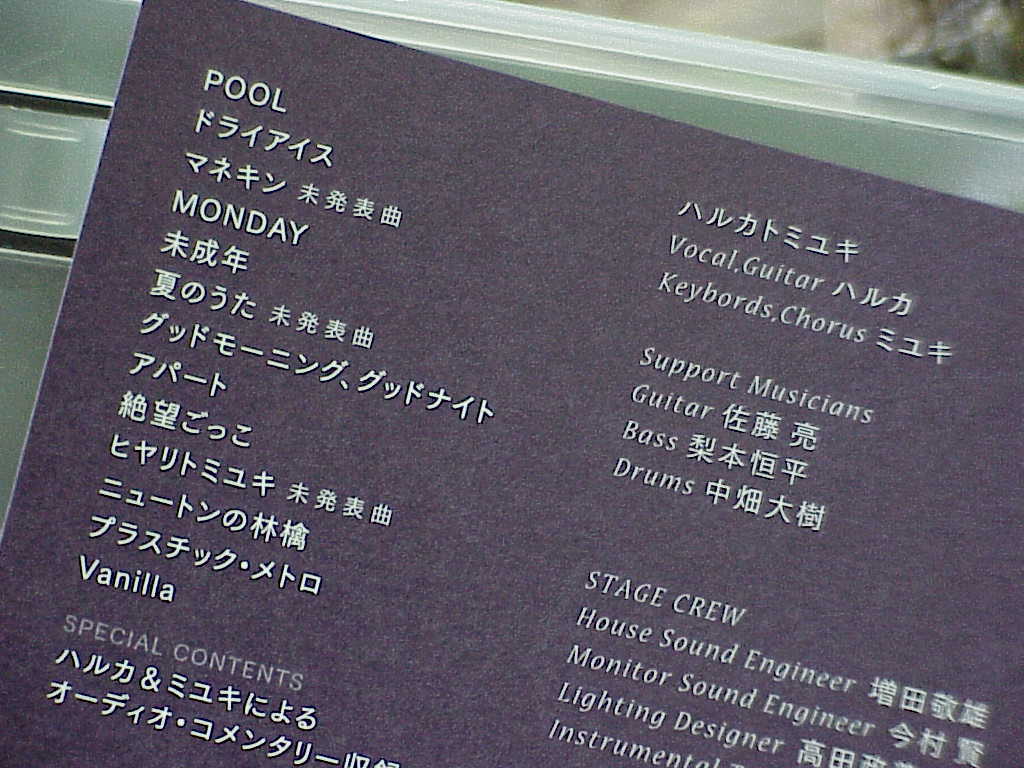 POOL
ドライアイス
マネキン 未発表曲
MONDAY
未成年
夏のうた 未発表曲
グッドモーニング、グッドナイト
アパート
絶望ごっこ
ヒヤリトミユキ 未発表曲
ニュートンの林檎
プラスチック・メトロ
Vanilla
SPECIAL CONTENTS
ハルカ&ミユキによる
オーディオ・コメンタリー収録
ハルカトミユキ
Vocal,Guitar ハルカ
Keybords,Chorus ミユキ
Support Musicians
Guitar 佐藤 亮
Bass 梨本恒平
Drums 中畑大樹
STAGE CREW
House Sound Engineer 増田敬雄
Monitor Sound Engineer 今村 賢
Lighting Designer 高田政
Instrumental